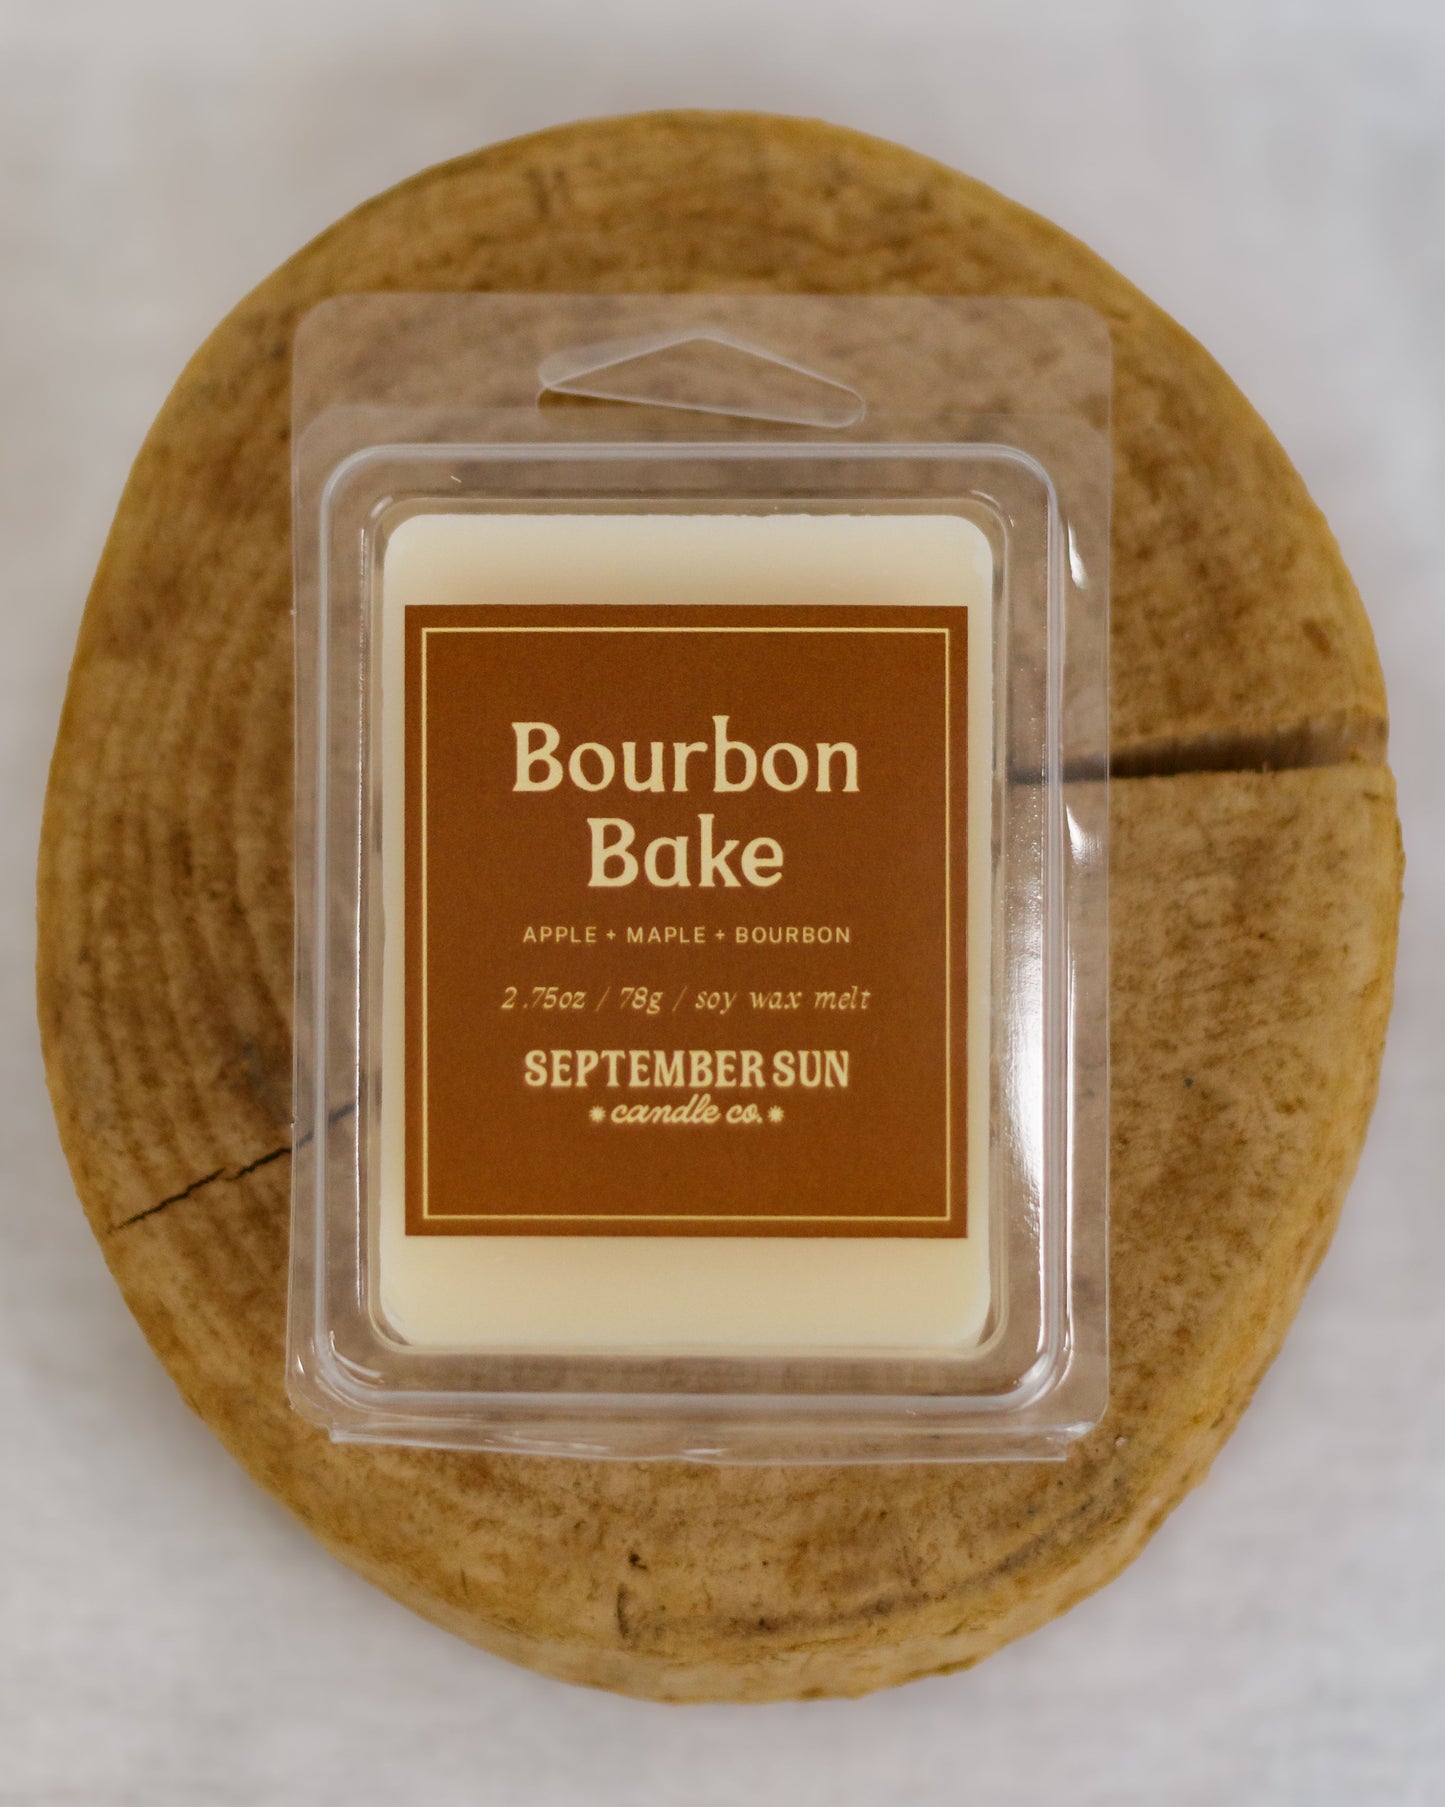 Bourbon
Bake
APPLE + MAPLE + BOURBON
2.75oz / 78g / soy wax melt
SEPTEMBER SUN
candle co.